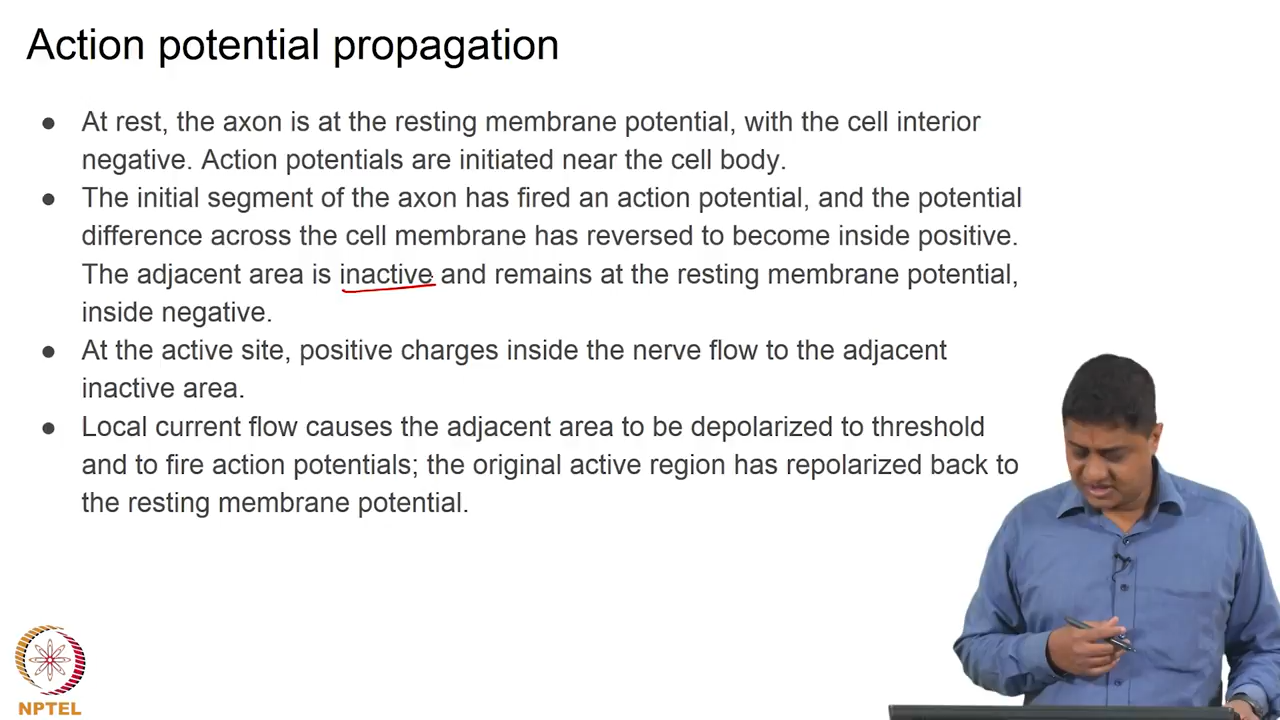 Action potential propagation
● At rest, the axon is at the resting membrane potential, with the cell interior
negative. Action potentials are initiated near the cell body.
● The initial segment of the axon has fired an action potential, and the potential
difference across the cell membrane has reversed to become inside positive.
The adjacent area is inactive and remains at the resting membrane potential,
inside negative.
● At the active site, positive charges inside the nerve flow to the adjacent
inactive area.
● Local current flow causes the adjacent area to be depolarized to threshold
and to fire action potentials; the original active region has repolarized back to
the resting membrane potential.
NPTEL